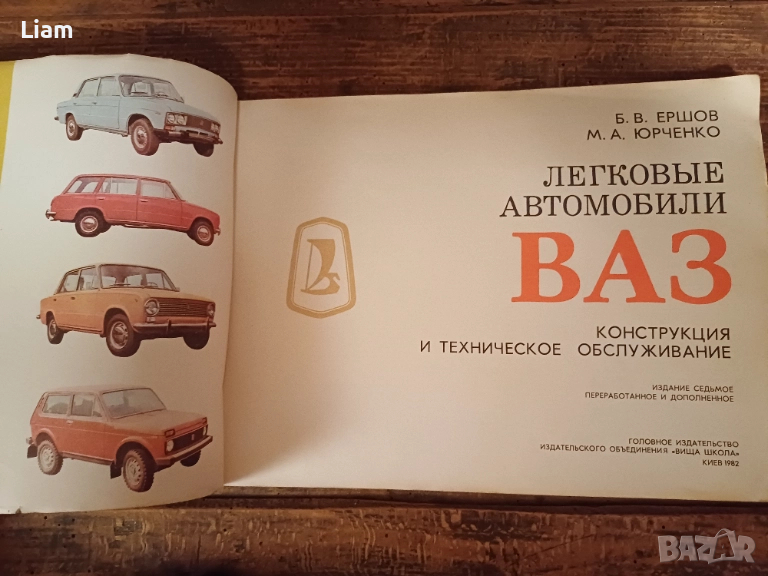 Liam
Б. В. ЕРШОВ
М. А. ЮРЧЕНКО
ЛЕГКОВЫЕ
АВТОМОБИЛИ
ВАЗ
КОНСТРУКЦИЯ
И ТЕХНИЧЕСКОЕ ОБСЛУЖИВАНИЕ
ИЗДАНИЕ СЕДЬМОЕ
ПЕРЕРАБОТАННОЕ И ДОПОЛНЕННОЕ
ГОЛОВНОЕ ИЗДАТЕЛЬСТВО
ИЗДАТЕЛЬСКОГО ОБЪЕДИНЕНИЯ «ВИЩА ШКОЛА»
КИЕВ 1982
BAZAR